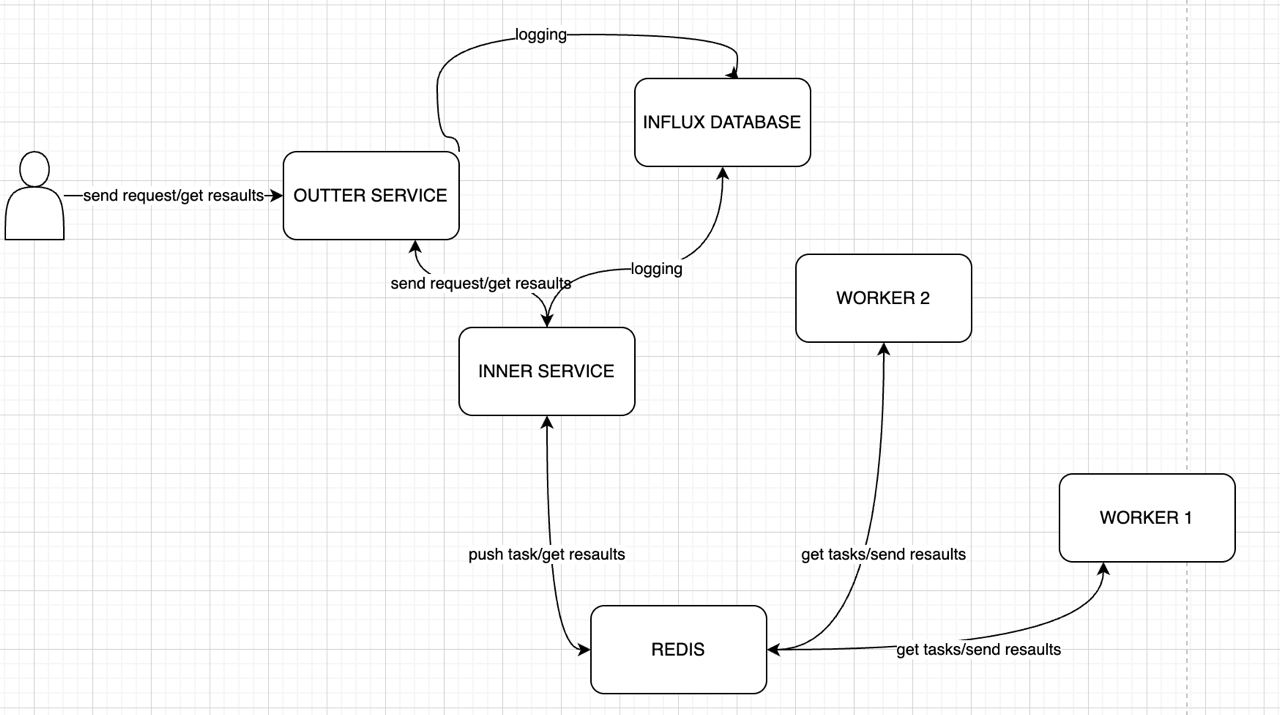 logging
INFLUX DATABASE
send request/get resaults
OUTTER SERVICE
logging
send request/get resaults
WORKER 2
INNER SERVICE
WORKER 1
push task/get resaults
get tasks/send resaults
REDIS
get tasks/send resaults